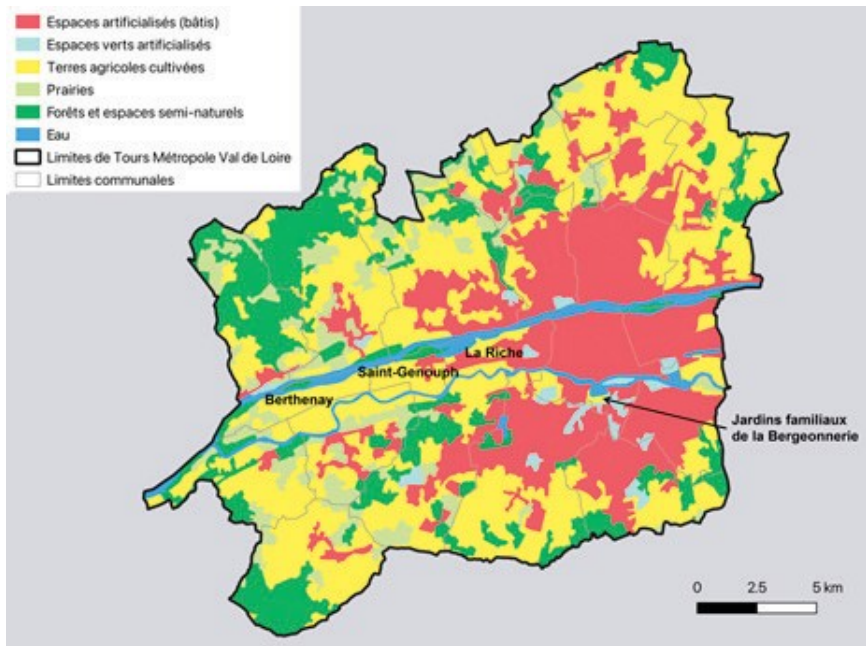 Espaces artificialisés (bâtis)
Espaces verts artificialisés
Terres agricoles cultivées
Prairies
Forêts et espaces semi-naturels
Eau
Limites de Tours Métropole Val de Loire
Limites communales
La Riche
Saint-Genouph
Berthenay
Jardins familiaux
de la Bergeonnerie
0 2.5 5 km